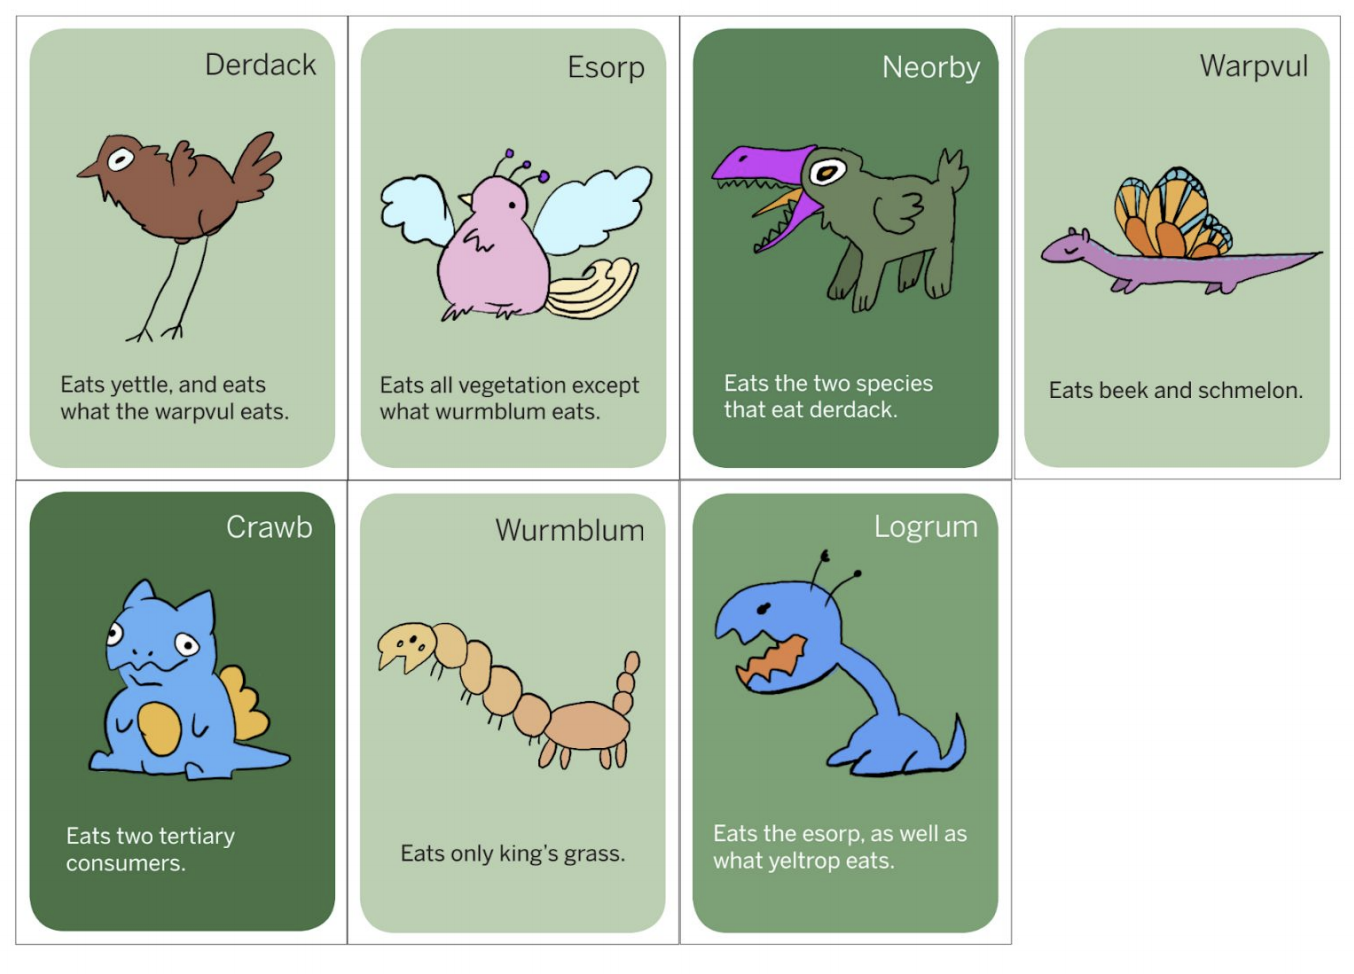 Derdack
Eats yettle, and eats
what the warpvul eats.
Esorp
Eats all vegetation except
what wurmblum eats.
Neorby
Eats the two species
that eat derdack.
Warpvul
Eats beek and schmelon.
Crawb
Eats two tertiary
consumers.
Wurmblum
Eats only king's grass.
Logrum
Eats the esorp, as well as
what yeltrop eats.